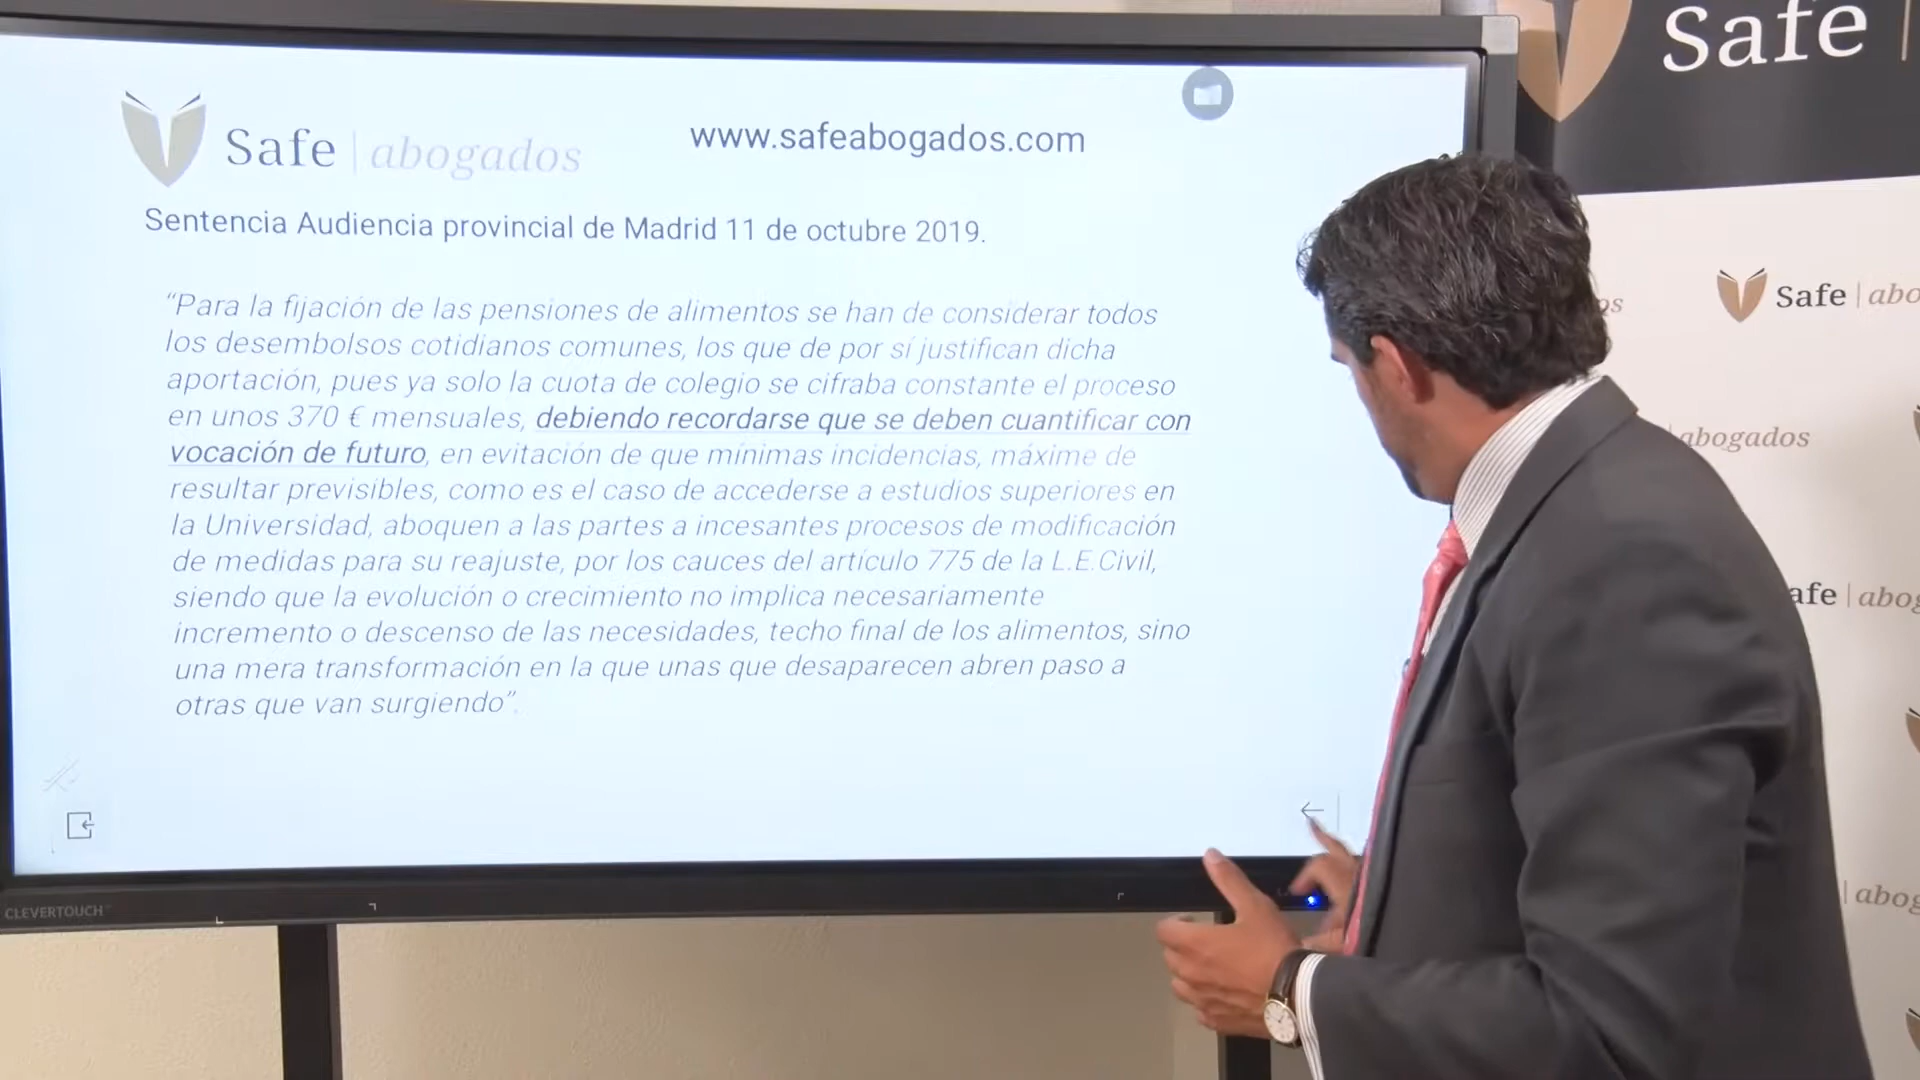 Safe
Safe | abogados
www.safeabogados.com
Sentencia Audiencia provincial de Madrid 11 de octubre 2019.
“Para la fijación de las pensiones de alimentos se han de considerar todos
los desembolsos cotidianos comunes, los que de por sí justifican dicha
aportación, pues ya solo la cuota de colegio se cifraba constante el proceso
en unos 370 € mensuales, debiendo recordarse que se deben cuantificar con
vocación de futuro, en evitación de que mínimas incidencias, máxime de
resultar previsibles, como es el caso de accederse a estudios superiores en
la Universidad, aboquen a las partes a incesantes procesos de modificación
de medidas para su reajuste, por los cauces del artículo 775 de la L.E.Civil,
siendo que la evolución o crecimiento no implica necesariamente
incremento o descenso de las necesidades, techo final de los alimentos, sino
una mera transformación en la que unas que desaparecen abren paso a
otras que van surgiendo”.
CLEVERTOUCH
os
Safe | abo
abogados
afe | abog
| abog